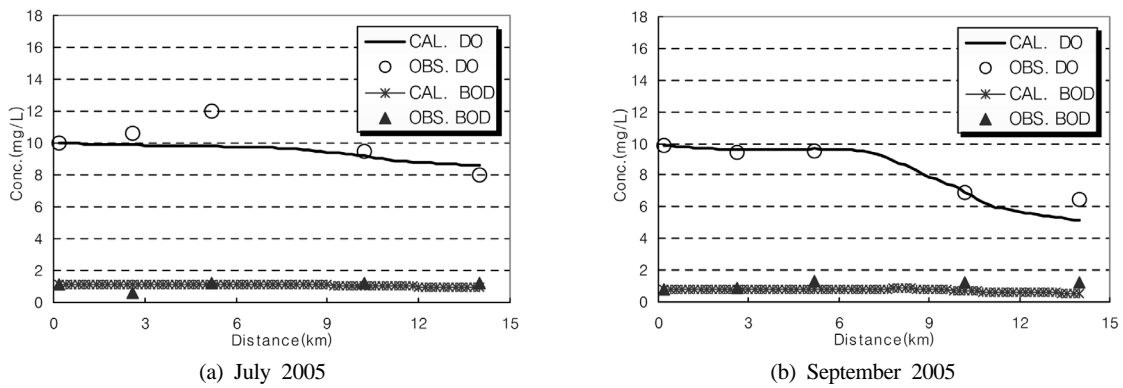 18
16
14
12
10
8
6
4
2
0
Conc.(mg/L)
CAL. DO
OBS. DO
CAL. BOD
OBS. BOD
0 3 6 9 12 15
Distance(km)
(a) July 2005
18
16
14
12
10
8
6
4
2
0
Conc.(mg/L)
CAL. DO
OBS. DO
CAL. BOD
OBS. BOD
0 3 6 9 12 15
Distance(km)
(b) September 2005